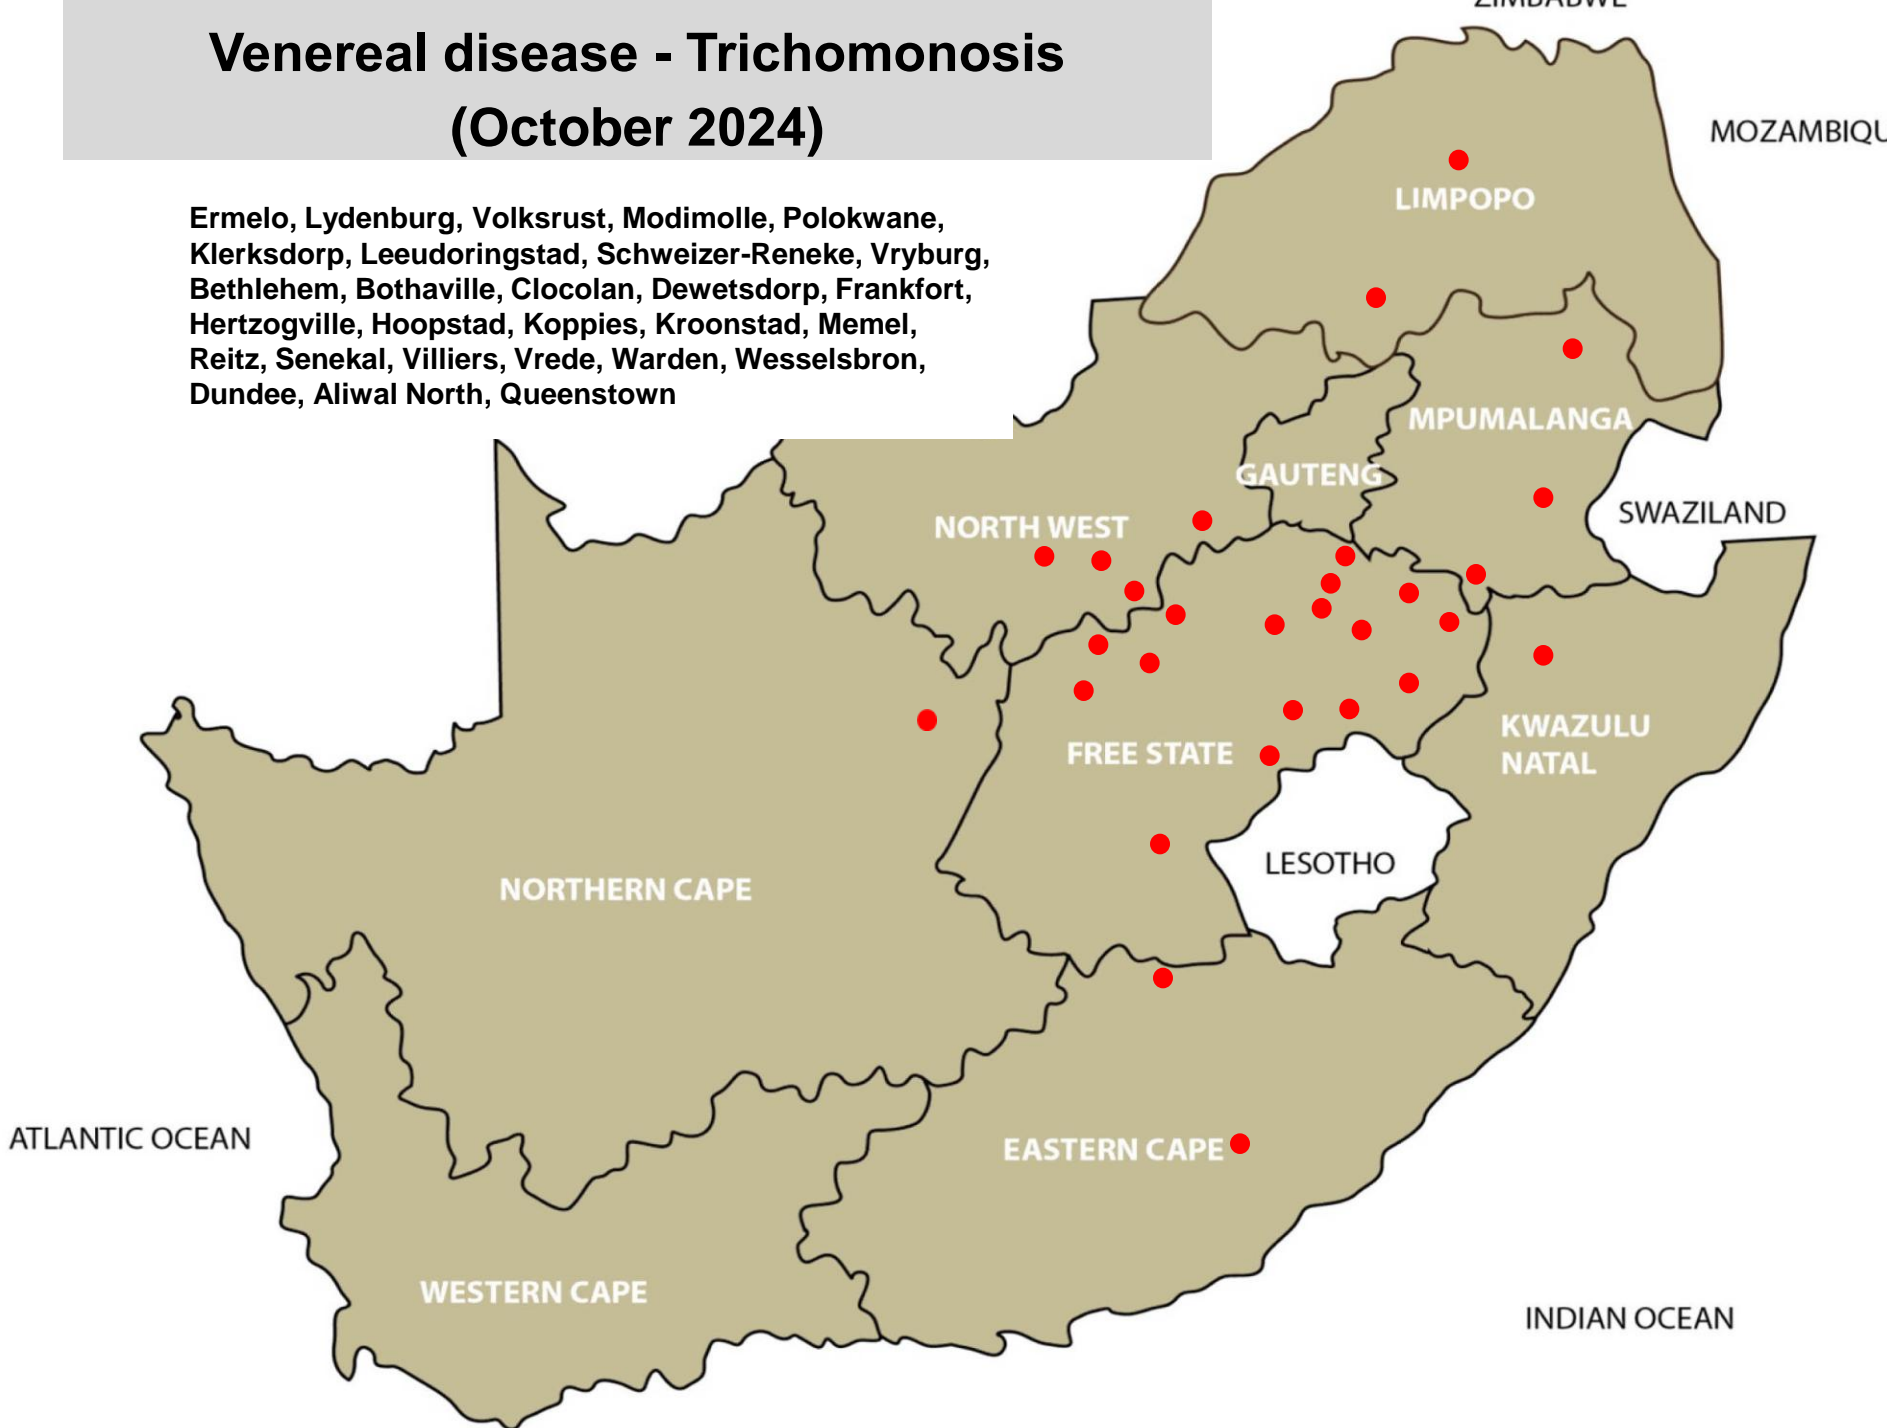 ZIMBABWE
Venereal disease - Trichomonosis
(October 2024)
MOZAMBIQU
Ermelo, Lydenburg, Volksrust, Modimolle, Polokwane,
Klerksdorp, Leeudoringstad, Schweizer-Reneke, Vryburg,
Bethlehem, Bothaville, Clocolan, Dewetsdorp, Frankfort,
Hertzogville, Hoopstad, Koppies, Kroonstad, Memel,
Reitz, Senekal, Villiers, Vrede, Warden, Wesselsbron,
Dundee, Aliwal North, Queenstown
LIMPOPO
MPUMALANGA
GAUTENG
SWAZILAND
NORTH WEST
KWAZULU
NATAL
FREE STATE
LESOTHO
NORTHERN CAPE
ATLANTIC OCEAN
EASTERN CAPE
WESTERN CAPE
INDIAN OCEAN